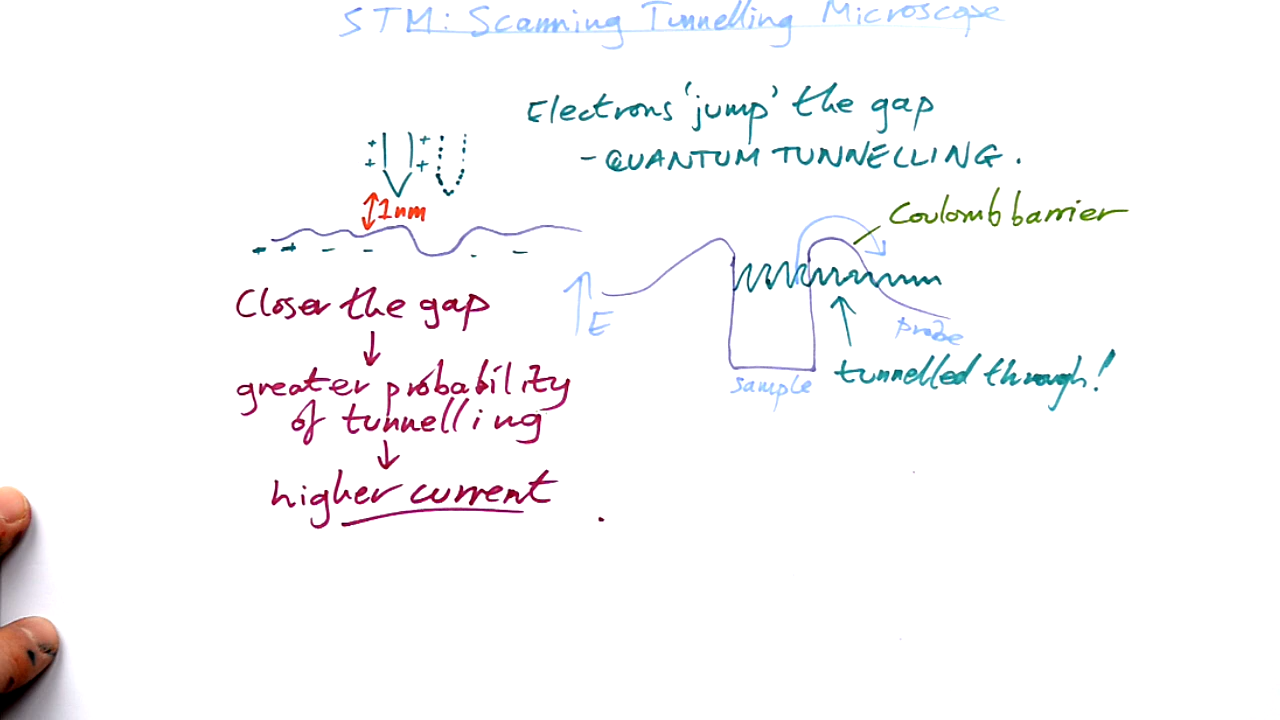 STM: Scanning Tunnelling Microscope
Electrons 'jump' the gap
- QUANTUM TUNNELLING.
+ +
+ +
1nm
Coulomb barrier
- + - -
. -
Closer the gap
E
probe
sample
tunnelled through!
greater probability
of tunnelling
higher current